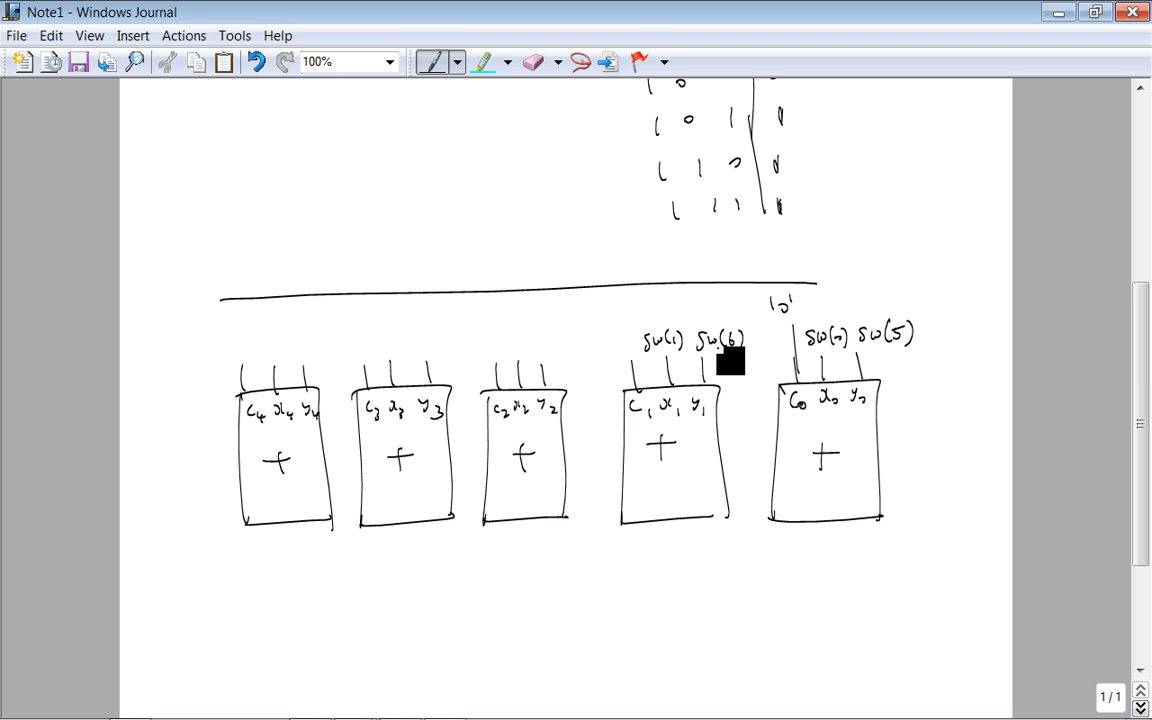 Note1 - Windows Journal
File Edit View Insert Actions Tools Help
100%
1 0
1 0 1 1
1 1 0 1
1 1 1 1
'0'
SW(1) SW(6) SW(0) SW(5)
C4 x4 y4 C3 x3 y3 C2 x2 y2 C1 x1 y1 C0 x0 y0
+ + + + +
1 / 1